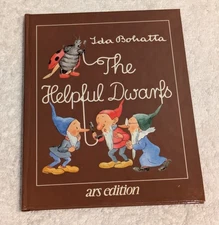 Ida Bohatta
The
Helpful Dwarfs
ars edition